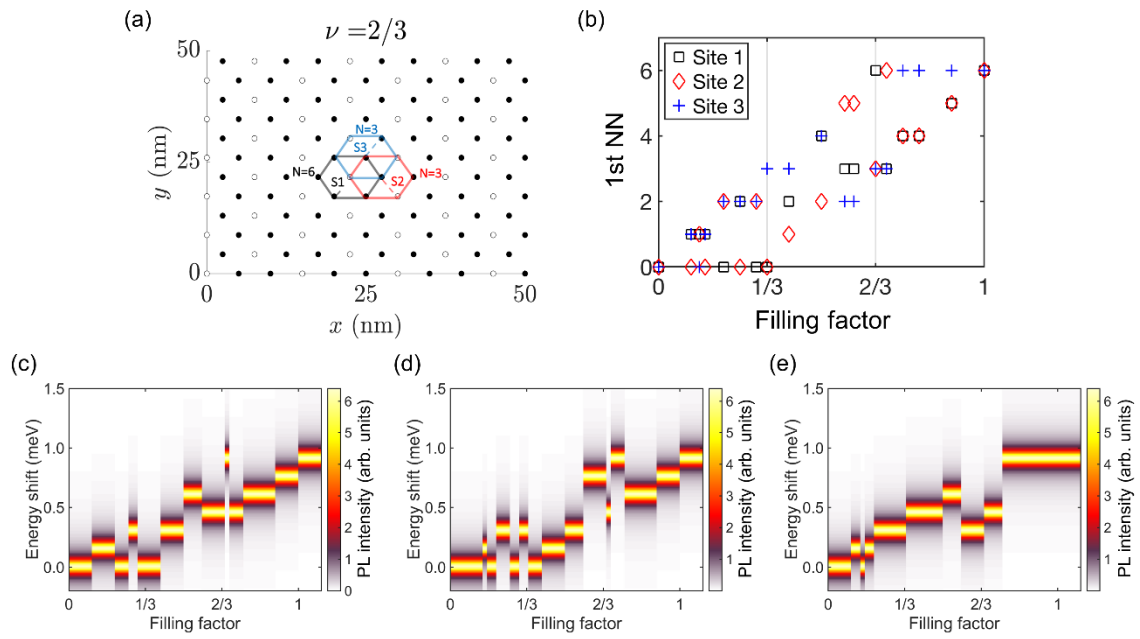 (a)
ν =2/3
50
25
0
y (nm)
N=3
S3
N=6
S1
S2
N=3
0
25
50
x (nm)
(b)
Site 1
Site 2
Site 3
6
4
2
0
1st NN
0
1/3
2/3
1
Filling factor
(c)
1.5
1.0
0.5
0.0
Energy shift (meV)
0
1/3
2/3
1
Filling factor
6
5
4
3
2
1
0
PL intensity (arb. units)
(d)
1.5
1.0
0.5
0.0
Energy shift (meV)
0
1/3
2/3
1
Filling factor
6
5
4
3
2
1
PL intensity (arb. units)
(e)
1.5
1.0
0.5
0.0
Energy shift (meV)
0
1/3
2/3
1
Filling factor
6
5
4
3
2
1
PL intensity (arb. units)